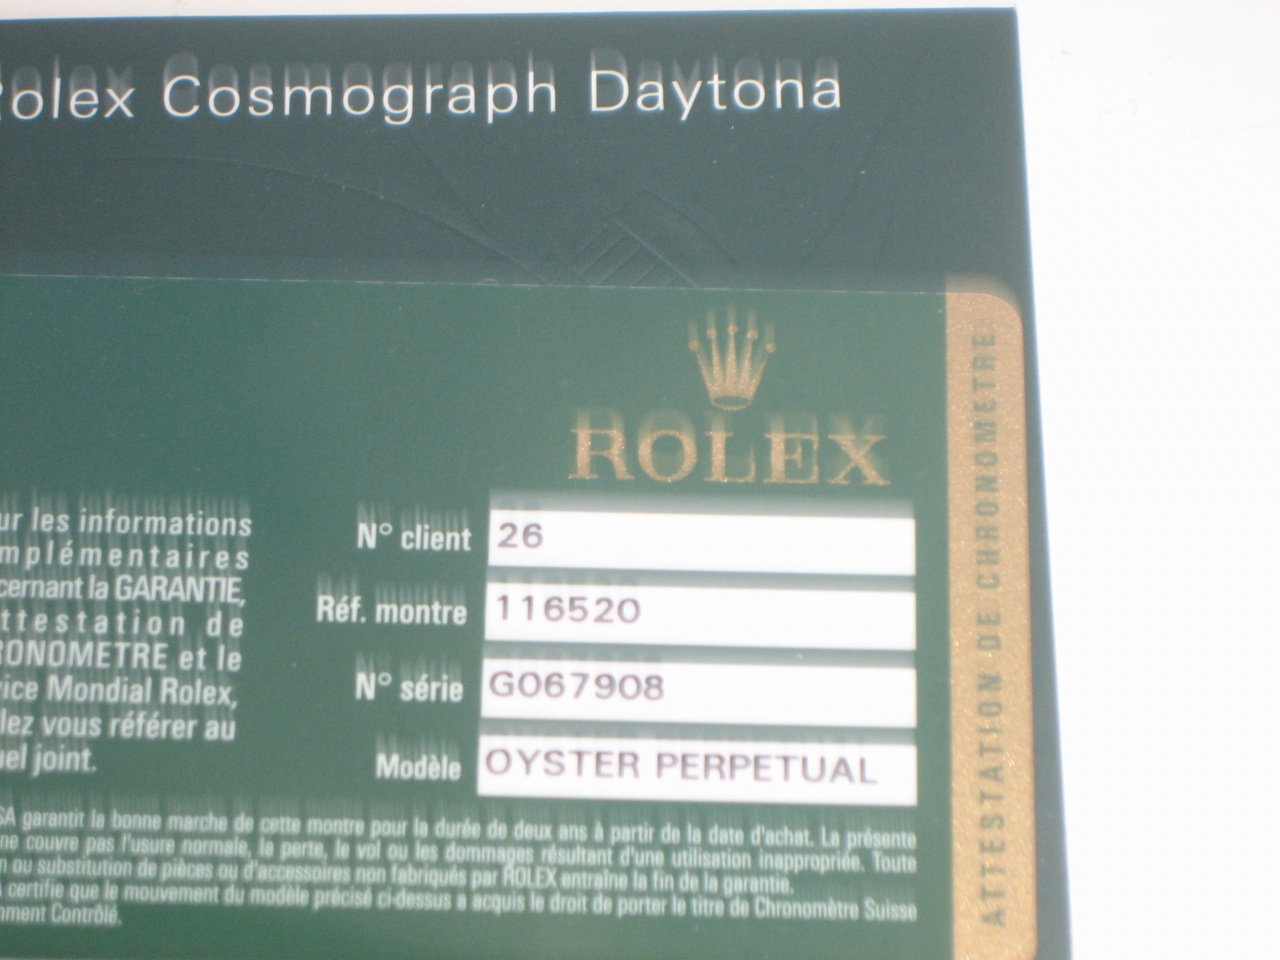 Rolex Cosmograph Daytona
ROLEX
ATTESTATION DE CHRONOMETRE
ur les informations
mplémentaires
cernant la GARANTIE,
ttestation de
RONOMETRE et le
ice Mondial Rolex,
lez vous référer au
uel joint.
N° client 26
Réf. montre 116520
N° série G067908
Modèle OYSTER PERPETUAL
SA garantit la bonne marche de cette montre pour la durée de deux ans à partir de la date d'achat. La présente
ne couvre pas l'usure normale, la perte, le vol ou les dommages résultant d'une utilisation inappropriée. Toute
n ou substitution de pièces ou d'accessoires non fabriqués par ROLEX entraîne la fin de la garantie.
A certifie que le mouvement du modèle précisé ci-dessus a acquis le droit de porter le titre de Chronomètre Suisse
nment Contrôlé.